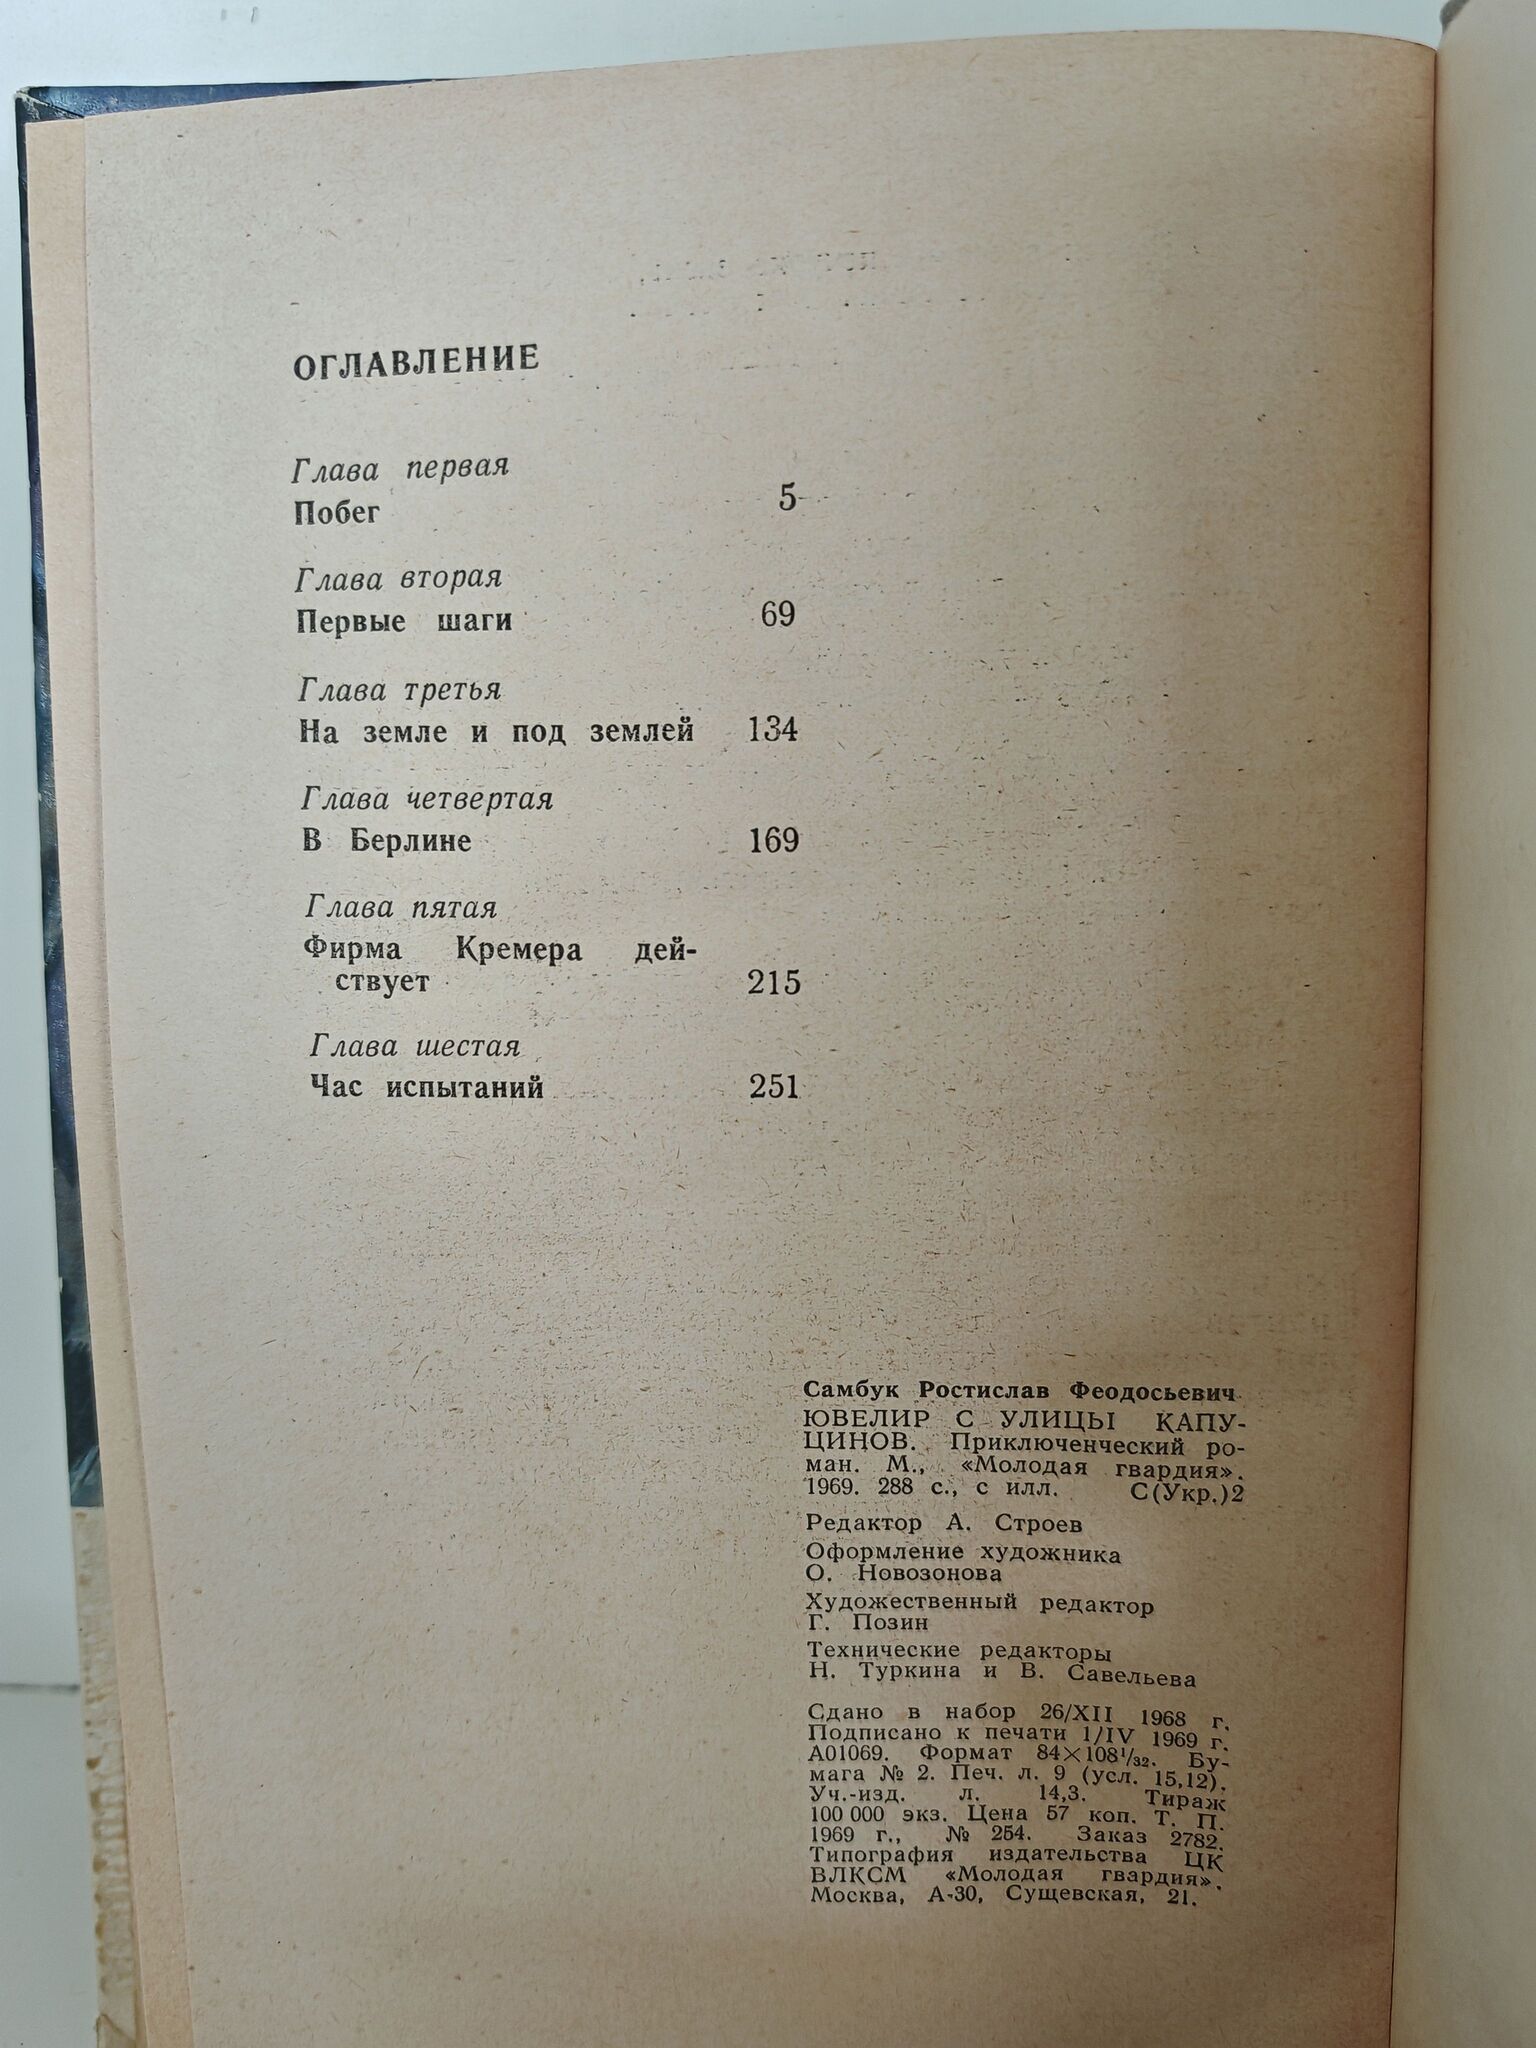 ОГЛАВЛЕНИЕ
Глава первая
Побег 5
Глава вторая
Первые шаги 69
Глава третья
На земле и под землей 134
Глава четвертая
В Берлине 169
Глава пятая
Фирма Кремера дей-
ствует 215
Глава шестая
Час испытаний 251
Самбук Ростислав Феодосьевич
ЮВЕЛИР С УЛИЦЫ КАПУ-
ЦИНОВ. Приключенческий ро-
ман. М., «Молодая гвардия».
1969. 288 с., с илл. С(Укр.)2
Редактор А. Строев
Оформление художника
О. Новозонова
Художественный редактор
Г. Позин
Технические редакторы
Н. Туркина и В. Савельева
Сдано в набор 26/XII 1968 г.
Подписано к печати 1/IV 1969 г.
А01069. Формат 84×108¹/₃₂. Бу-
мага № 2. Печ. л. 9 (усл. 15,12).
Уч.-изд. л. 14,3. Тираж
100 000 экз. Цена 57 коп. Т. П.
1969 г., № 254. Заказ 2782.
Типография издательства ЦК
ВЛКСМ «Молодая гвардия».
Москва, А-30, Сущевская, 21.